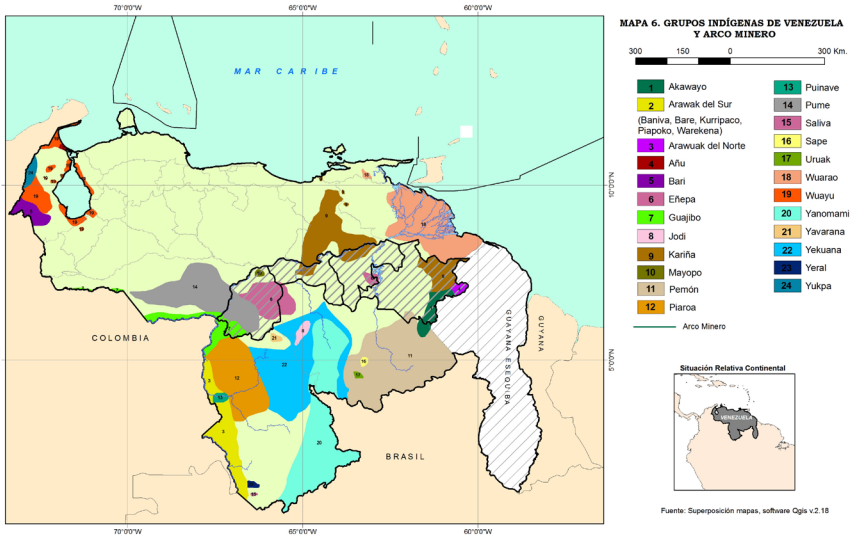 MAPA 6. GRUPOS INDÍGENAS DE VENEZUELA
Y ARCO MINERO
300 150 0 300 Km.
70°0'0"W 65°0'0"W 60°0'0"W
MAR CARIBE
COLOMBIA
BRASIL
GUYANA
GUAYANA ESEQUIBA
70°0'0"W 65°0'0"W 60°0'0"W
1 Akawayo
2 Arawak del Sur
(Baniva, Bare, Kurripaco,
Piapoko, Warekena)
3 Arawuak del Norte
4 Añu
5 Bari
6 Eñepa
7 Guajibo
8 Jodi
9 Kariña
10 Mayopo
11 Pemón
12 Piaroa
Arco Minero
13 Puinave
14 Pume
15 Saliva
16 Sape
17 Uruak
18 Wuarao
19 Wuayu
20 Yanomami
21 Yavarana
22 Yekuana
23 Yeral
24 Yukpa
Situación Relativa Continental
VENEZUELA
Fuente: Superposición mapas, software Qgis v.2.18